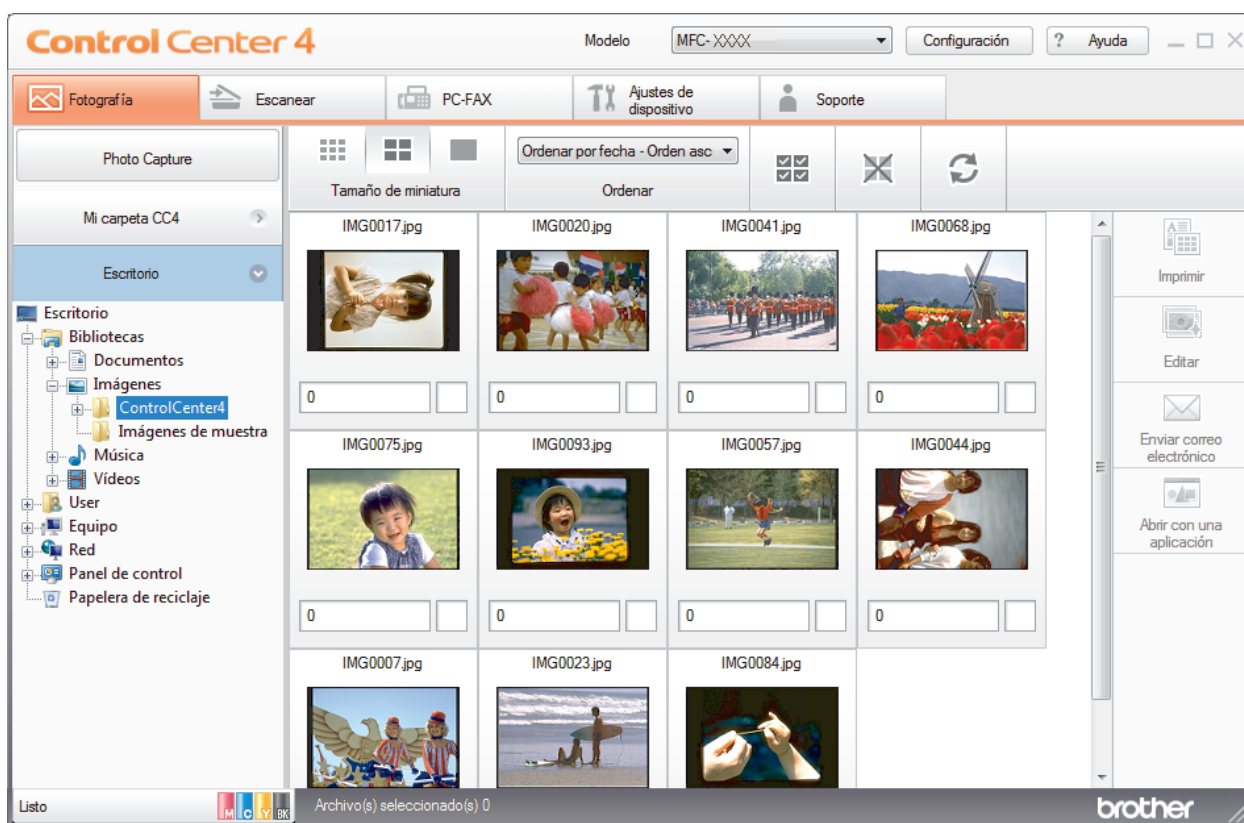 Control Center 4
Modelo
MFC-XXXX
Configuración
? Ayuda
Fotografía
Escanear
PC-FAX
Ajustes de
dispositivo
Soporte
Photo Capture
Mi carpeta CC4
Escritorio
Tamaño de miniatura
Ordenar por fecha - Orden asc
Ordenar
Escritorio
Bibliotecas
Documentos
Imágenes
ControlCenter4
Imágenes de muestra
Música
Vídeos
User
Equipo
Red
Panel de control
Papelera de reciclaje
IMG0017.jpg
IMG0020.jpg
IMG0041.jpg
IMG0068.jpg
0
0
0
0
IMG0075.jpg
IMG0093.jpg
IMG0057.jpg
IMG0044.jpg
0
0
0
0
IMG0007.jpg
IMG0023.jpg
IMG0084.jpg
Imprimir
Editar
Enviar correo
electrónico
Abrir con una
aplicación
Listo
M C Y BK
Archivo(s) seleccionado(s) 0
brother